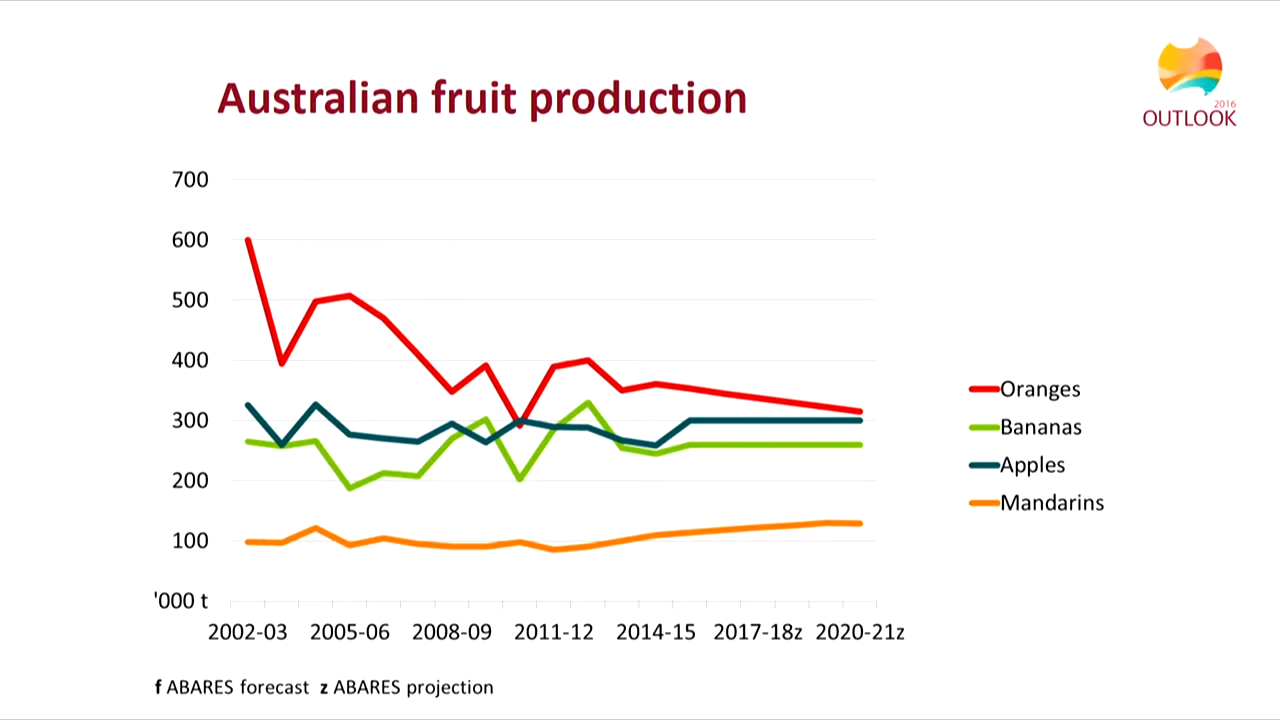 Australian fruit production
2016
OUTLOOK
700
600
500
400
300
200
100
'000 t
2002-03 2005-06 2008-09 2011-12 2014-15 2017-18z 2020-21z
Oranges
Bananas
Apples
Mandarins
f ABARES forecast z ABARES projection